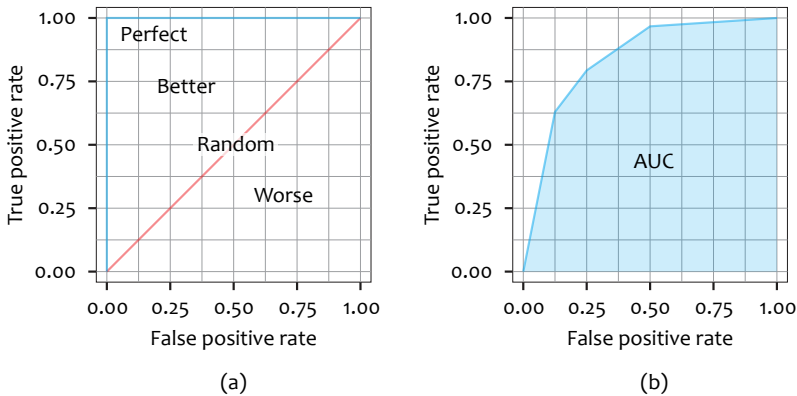 1.00
Perfect
0.75
Better
0.50
Random
0.25
Worse
0.00
0.00 0.25 0.50 0.75 1.00
False positive rate
True positive rate
(a)
1.00
0.75
0.50
AUC
0.25
0.00
0.00 0.25 0.50 0.75 1.00
False positive rate
True positive rate
(b)